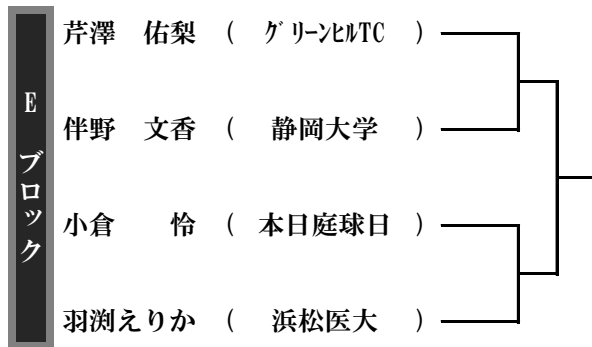 Eブロック
芹澤　佑梨　(　ｸﾞﾘｰﾝﾋﾙTC　)
伴野　文香　(　静岡大学　)
小倉　　怜　(　本日庭球日　)
羽渕えりか　(　浜松医大　)